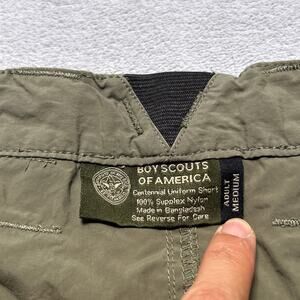 BOY SCOUTS
OF AMERICA
Centennial Uniform Short
100% Supplex Nylon
Made in Bangladesh
See Reverse For Care
ADULT
MEDIUM